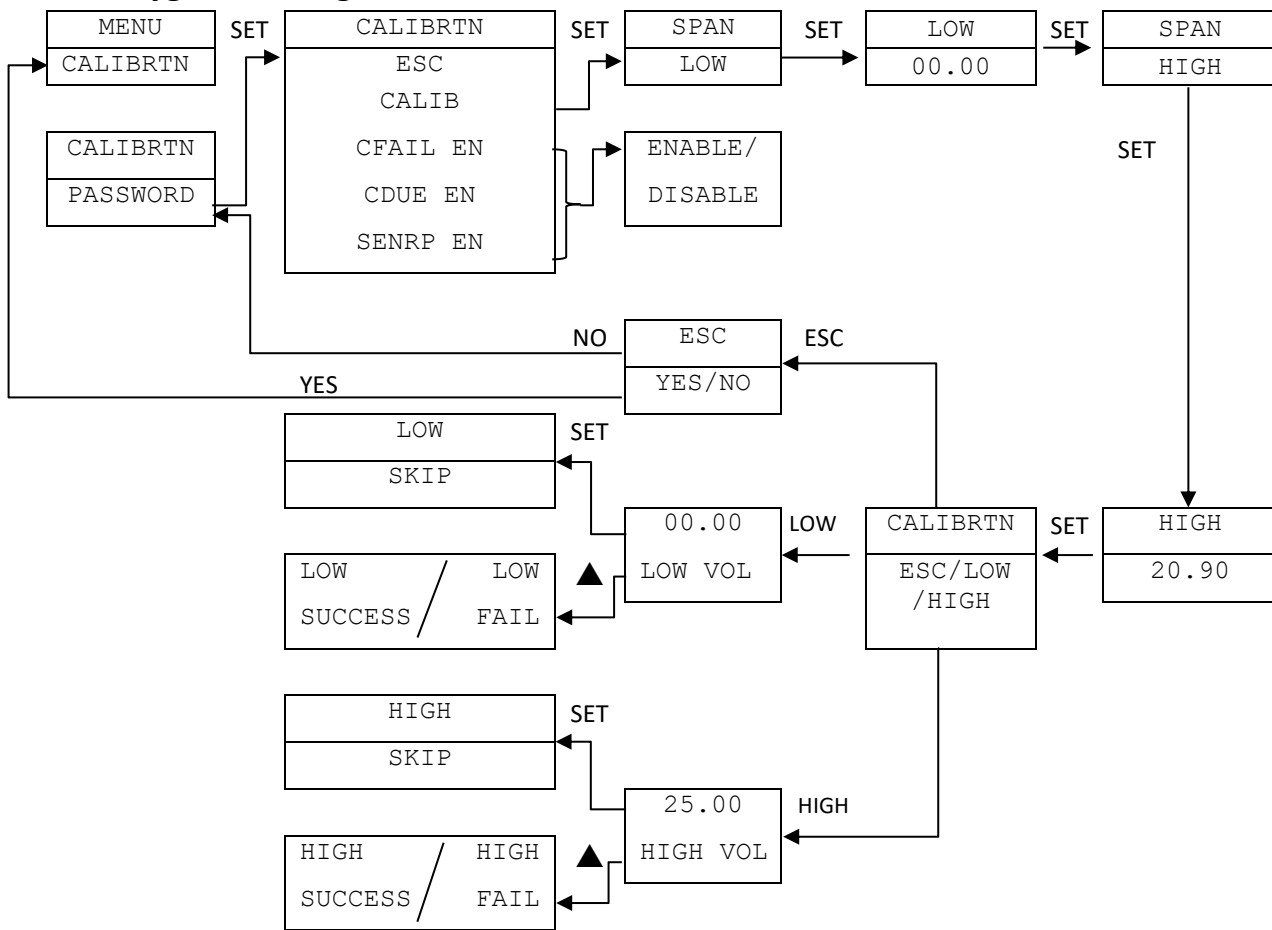 MENU
SET
CALIBRTN
SET
SPAN
SET
LOW
SET
SPAN
CALIBRTN
ESC
LOW
00.00
HIGH
CALIB
CALIBRTN
CFAIL EN
ENABLE/
SET
PASSWORD
CDUE EN
DISABLE
SENRP EN
NO
ESC
ESC
YES
YES/NO
LOW
SET
SKIP
00.00
LOW
CALIBRTN
SET
HIGH
LOW
LOW
▲
LOW VOL
ESC/LOW
20.90
/HIGH
SUCCESS
/
FAIL
HIGH
SET
SKIP
25.00
HIGH
HIGH
HIGH
▲
HIGH VOL
SUCCESS
/
FAIL